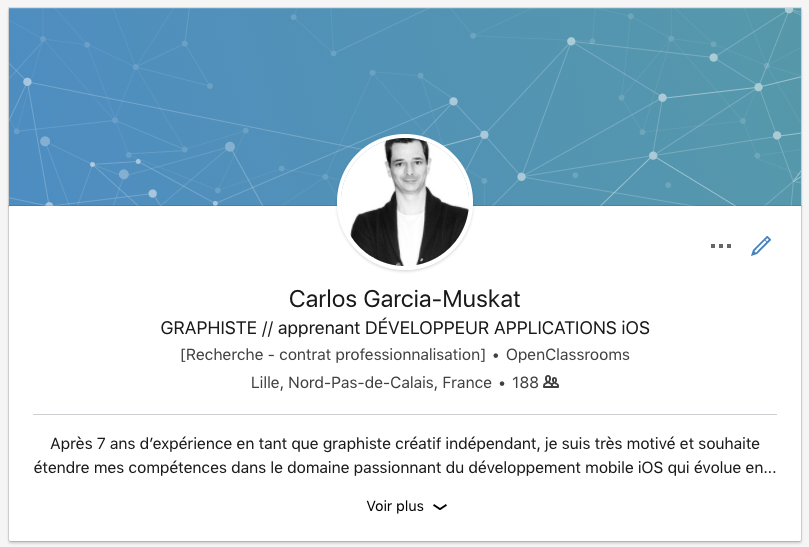 Carlos Garcia-Muskat
GRAPHISTE // apprenant DÉVELOPPEUR APPLICATIONS iOS
[Recherche - contrat professionnalisation] • OpenClassrooms
Lille, Nord-Pas-de-Calais, France • 188
Après 7 ans d’expérience en tant que graphiste créatif indépendant, je suis très motivé et souhaite
étendre mes compétences dans le domaine passionnant du développement mobile iOS qui évolue en...
Voir plus